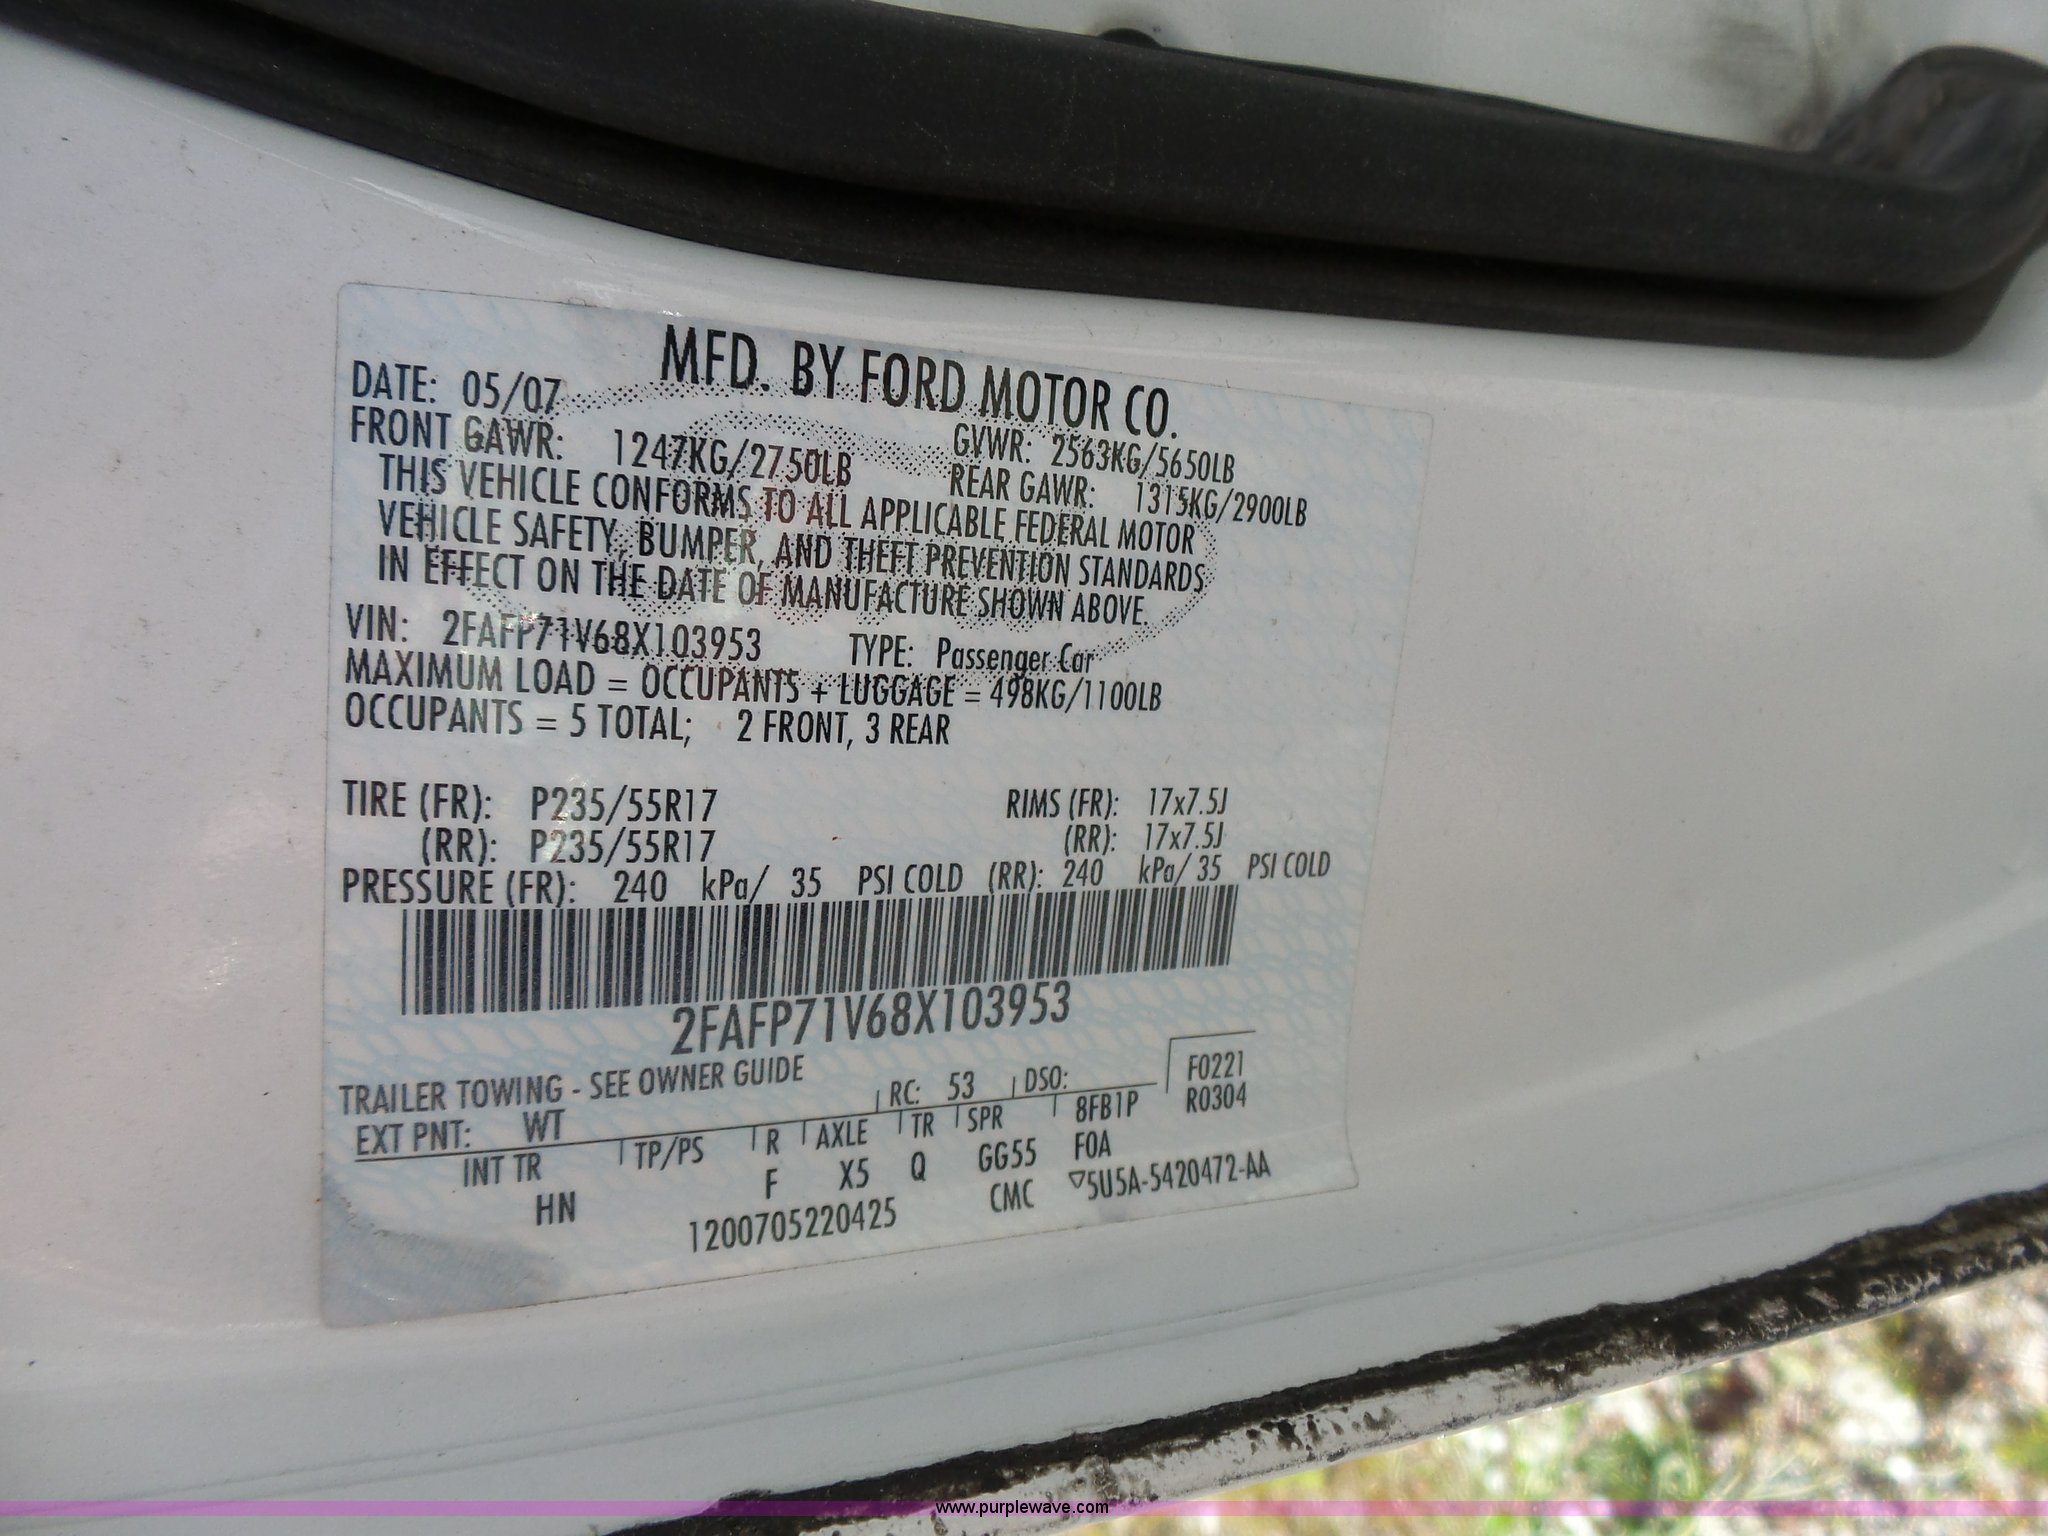 MFD. BY FORD MOTOR CO.
DATE: 05/07 GVWR: 2563KG/5650LB
FRONT GAWR: 1247KG/2750LB REAR GAWR: 1315KG/2900LB
THIS VEHICLE CONFORMS TO ALL APPLICABLE FEDERAL MOTOR
VEHICLE SAFETY, BUMPER, AND THEFT PREVENTION STANDARDS
IN EFFECT ON THE DATE OF MANUFACTURE SHOWN ABOVE.
VIN: 2FAFP71V68X103953 TYPE: Passenger Car
MAXIMUM LOAD = OCCUPANTS + LUGGAGE = 498KG/1100LB
OCCUPANTS = 5 TOTAL; 2 FRONT, 3 REAR
TIRE (FR): P235/55R17 RIMS (FR): 17x7.5J
(RR): P235/55R17 (RR): 17x7.5J
PRESSURE (FR): 240 kPa/ 35 PSI COLD (RR): 240 kPa/ 35 PSI COLD
2FAFP71V68X103953
TRAILER TOWING - SEE OWNER GUIDE
F0221
EXT PNT: WT RC: 53 DSO: 8FB1P R0304
INT TR TP/PS R AXLE TR SPR F0A
HN F X5 Q GG55
1200705220425 CMC ▽5U5A-5420472-AA
www.purplewave.com